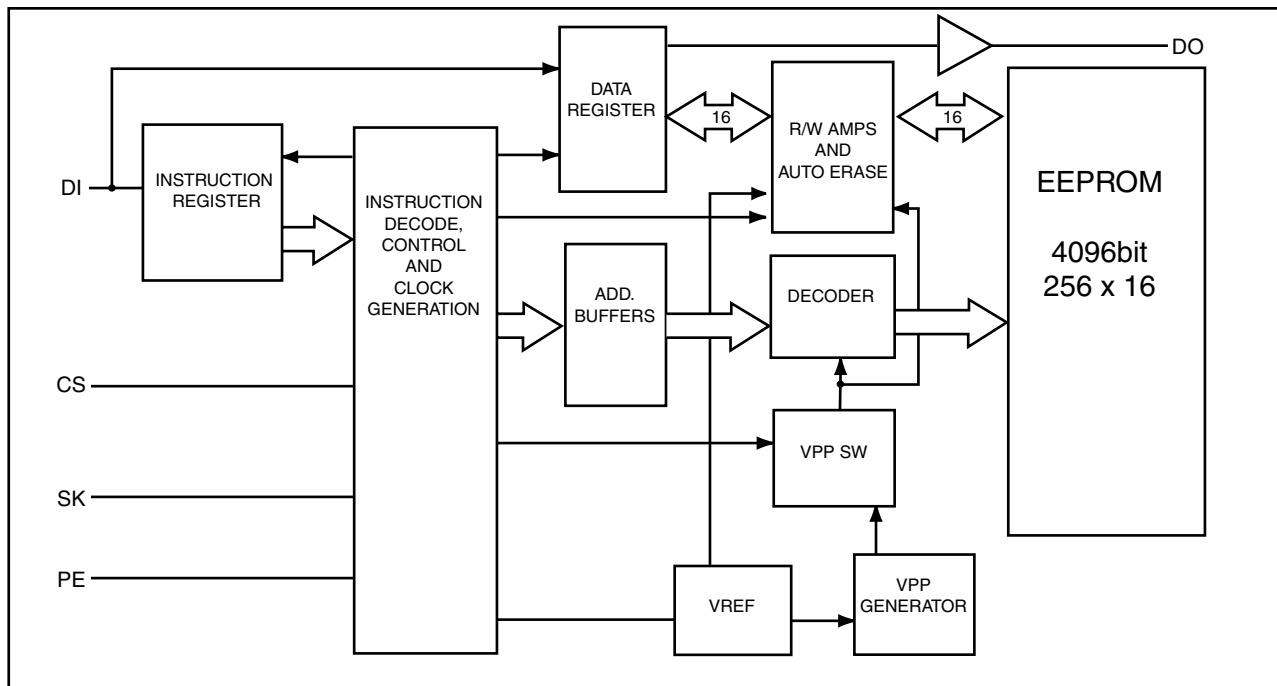 DO
DATA
REGISTER
16
R/W AMPS
AND
AUTO ERASE
16
EEPROM
4096bit
256 x 16
DI
INSTRUCTION
REGISTER
INSTRUCTION
DECODE,
CONTROL
AND
CLOCK
GENERATION
ADD.
BUFFERS
DECODER
CS
VPP SW
SK
PE
VREF
VPP
GENERATOR